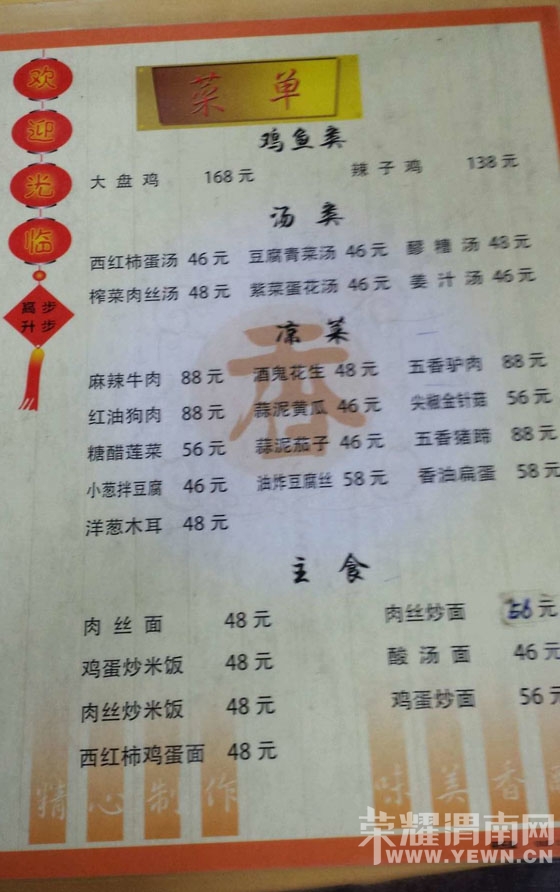 欢迎光临
步步高升
菜单
鸡鱼类
大盘鸡 168元 辣子鸡 138元
汤类
西红柿蛋汤 46元 豆腐青菜汤 46元 醪糟汤 48元
榨菜肉丝汤 48元 紫菜蛋花汤 46元 姜汁汤 46元
凉菜
麻辣牛肉 88元 酒鬼花生 48元 五香驴肉 88元
红油狗肉 88元 蒜泥黄瓜 46元 尖椒金针菇 56元
糖醋莲菜 56元 蒜泥茄子 46元 五香猪蹄 88元
小葱拌豆腐 46元 油炸豆腐丝 58元 香油扁蛋 58元
洋葱木耳 48元
香
主食
肉丝面 48元 肉丝炒面 56元
鸡蛋炒米饭 48元 酸汤面 46元
肉丝炒米饭 48元 鸡蛋炒面 56元
西红柿鸡蛋面 48元
精心制作 味美香
荣耀渭南网
WWW.YEWN.CN